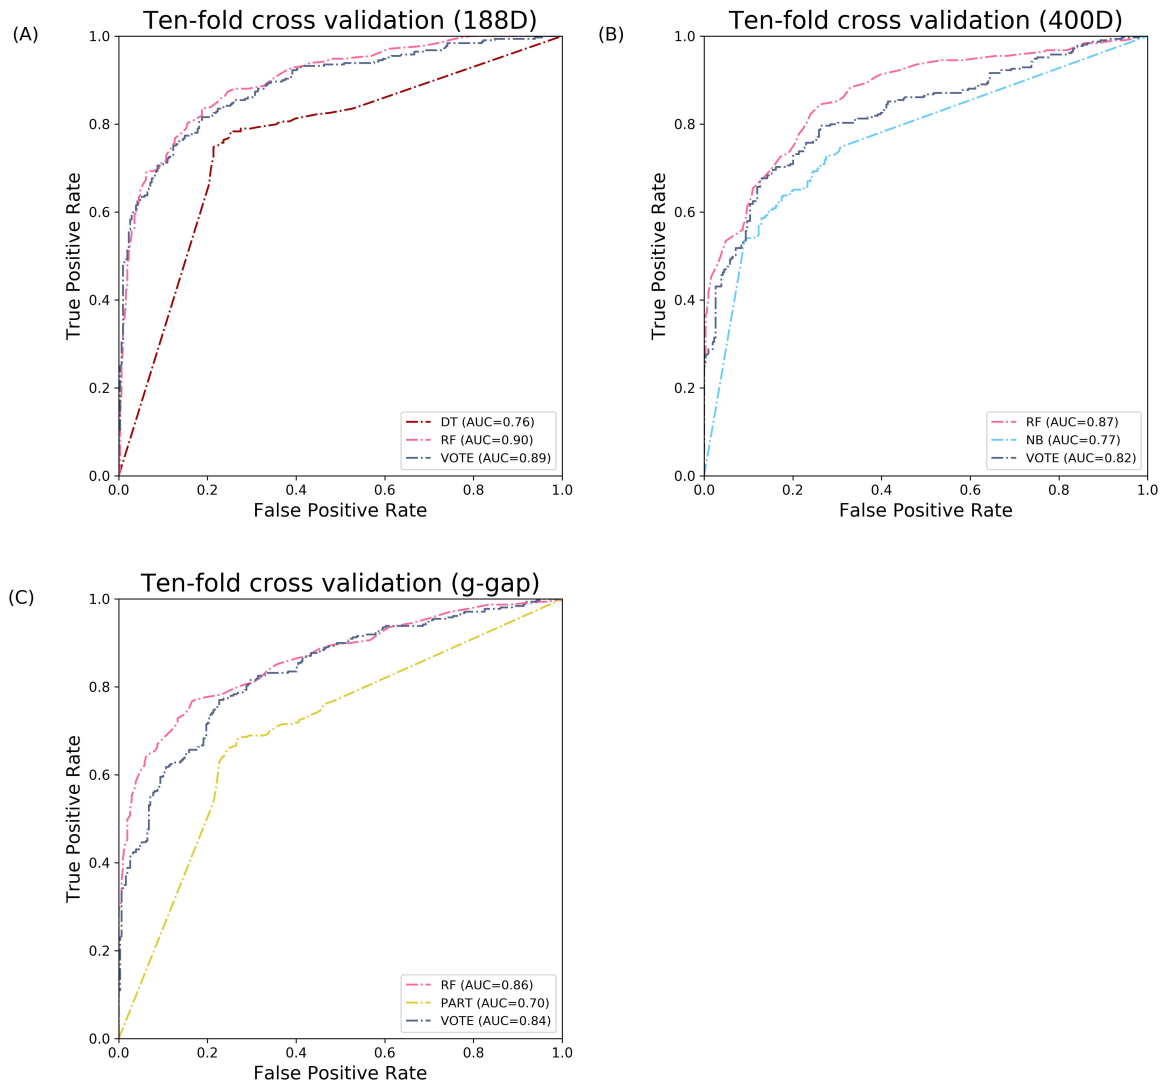 (A)
Ten-fold cross validation (188D)
1.0
0.8
0.6
0.4
0.2
0.0
True Positive Rate
DT (AUC=0.76)
RF (AUC=0.90)
VOTE (AUC=0.89)
0.0 0.2 0.4 0.6 0.8 1.0
False Positive Rate
(B)
Ten-fold cross validation (400D)
1.0
0.8
0.6
0.4
0.2
0.0
True Positive Rate
RF (AUC=0.87)
NB (AUC=0.77)
VOTE (AUC=0.82)
0.0 0.2 0.4 0.6 0.8 1.0
False Positive Rate
(C)
Ten-fold cross validation (g-gap)
1.0
0.8
0.6
0.4
0.2
0.0
True Positive Rate
RF (AUC=0.86)
PART (AUC=0.70)
VOTE (AUC=0.84)
0.0 0.2 0.4 0.6 0.8 1.0
False Positive Rate